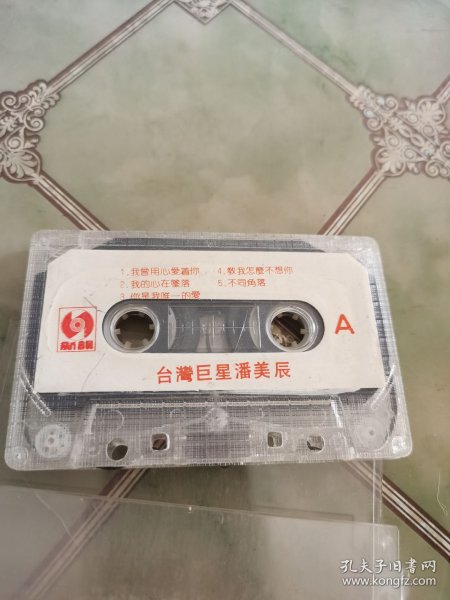 1.我曾用心愛著你
2.我的心在墜落
3.你是我唯一的愛
4.教我怎麼不想你
5.不同角落
A
台灣巨星潘美辰
孔夫子旧书网
www.kongfz.com